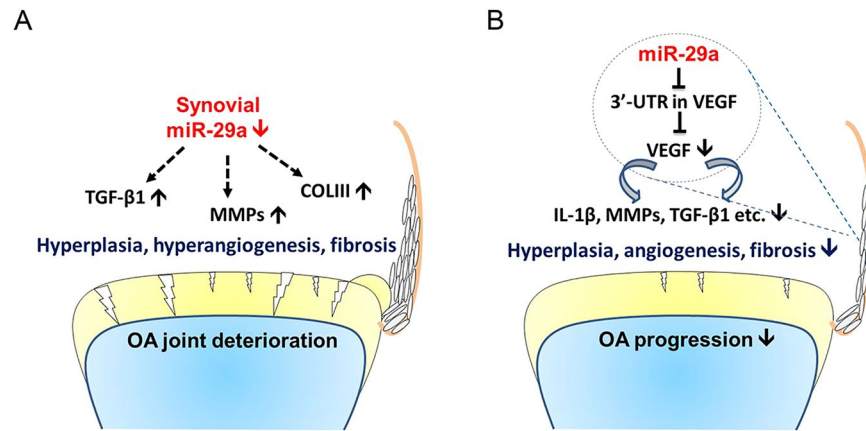 A
Synovial
miR-29a ↓
TGF-β1 ↑
MMPs ↑
COLIII ↑
Hyperplasia, hyperangiogenesis, fibrosis
OA joint deterioration
B
miR-29a
3'-UTR in VEGF
VEGF ↓
IL-1β, MMPs, TGF-β1 etc. ↓
Hyperplasia, angiogenesis, fibrosis ↓
OA progression ↓